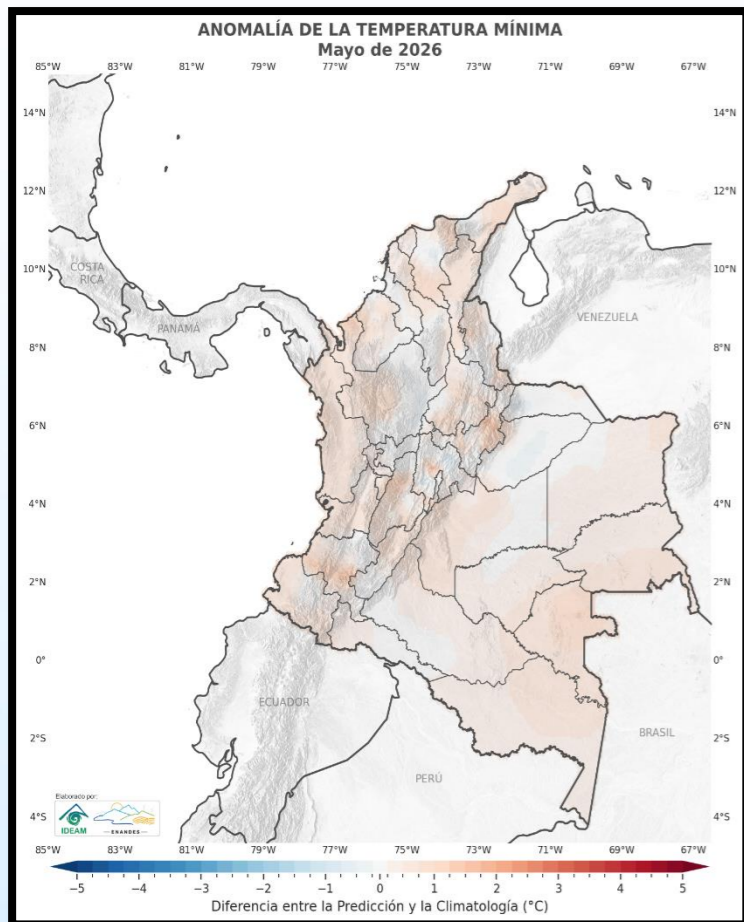 ANOMALÍA DE LA TEMPERATURA MÍNIMA
Mayo de 2026
85°W 83°W 81°W 79°W 77°W 75°W 73°W 71°W 69°W 67°W
14°N 14°N
12°N 12°N
10°N 10°N
COSTA
RICA
VENEZUELA
PANAMÁ
8°N 8°N
6°N 6°N
4°N 4°N
2°N 2°N
0° 0°
ECUADOR
BRASIL
2°S 2°S
PERÚ
Elaborado por:
IDEAM
ENANDES
4°S 4°S
85°W 83°W 81°W 79°W 77°W 75°W 73°W 71°W 69°W 67°W
−5 −4 −3 −2 −1 0 1 2 3 4 5
Diferencia entre la Predicción y la Climatología (°C)